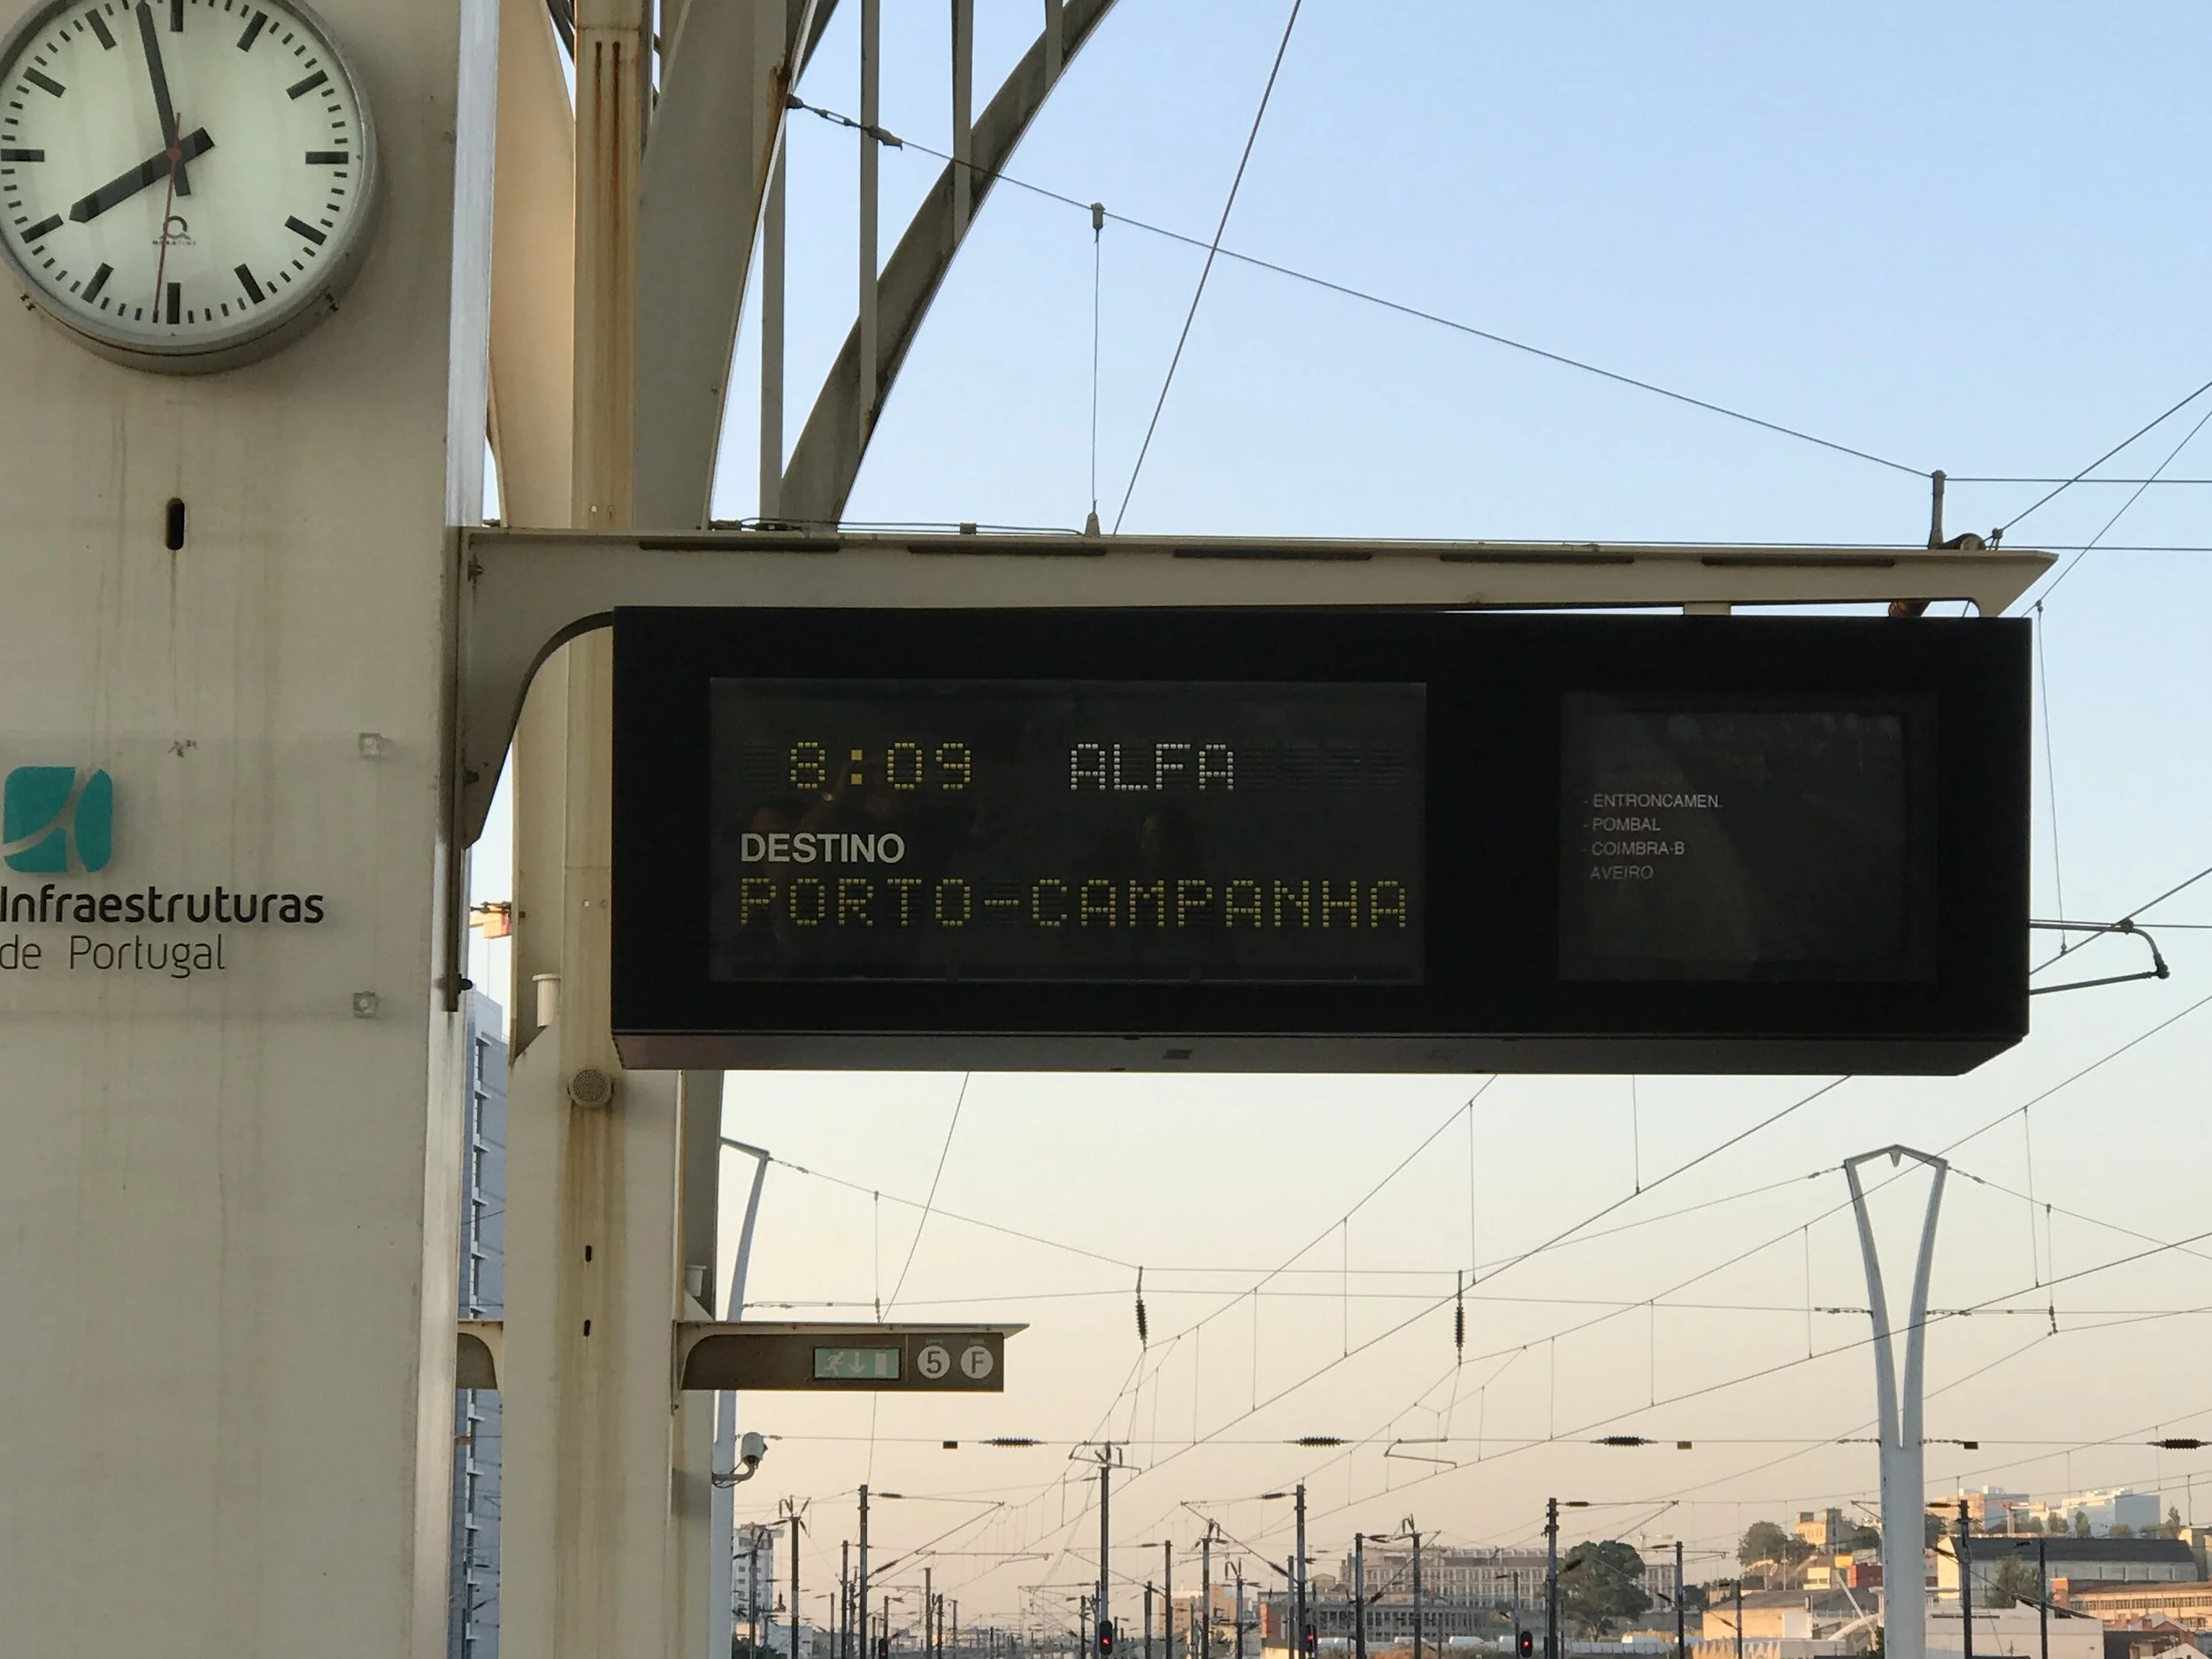 8:09 ALFA
DESTINO
PORTO-CAMPANHA
- ENTRONCAMEN.
- POMBAL
- COIMBRA-B
- AVEIRO
Infraestruturas
de Portugal
5 F